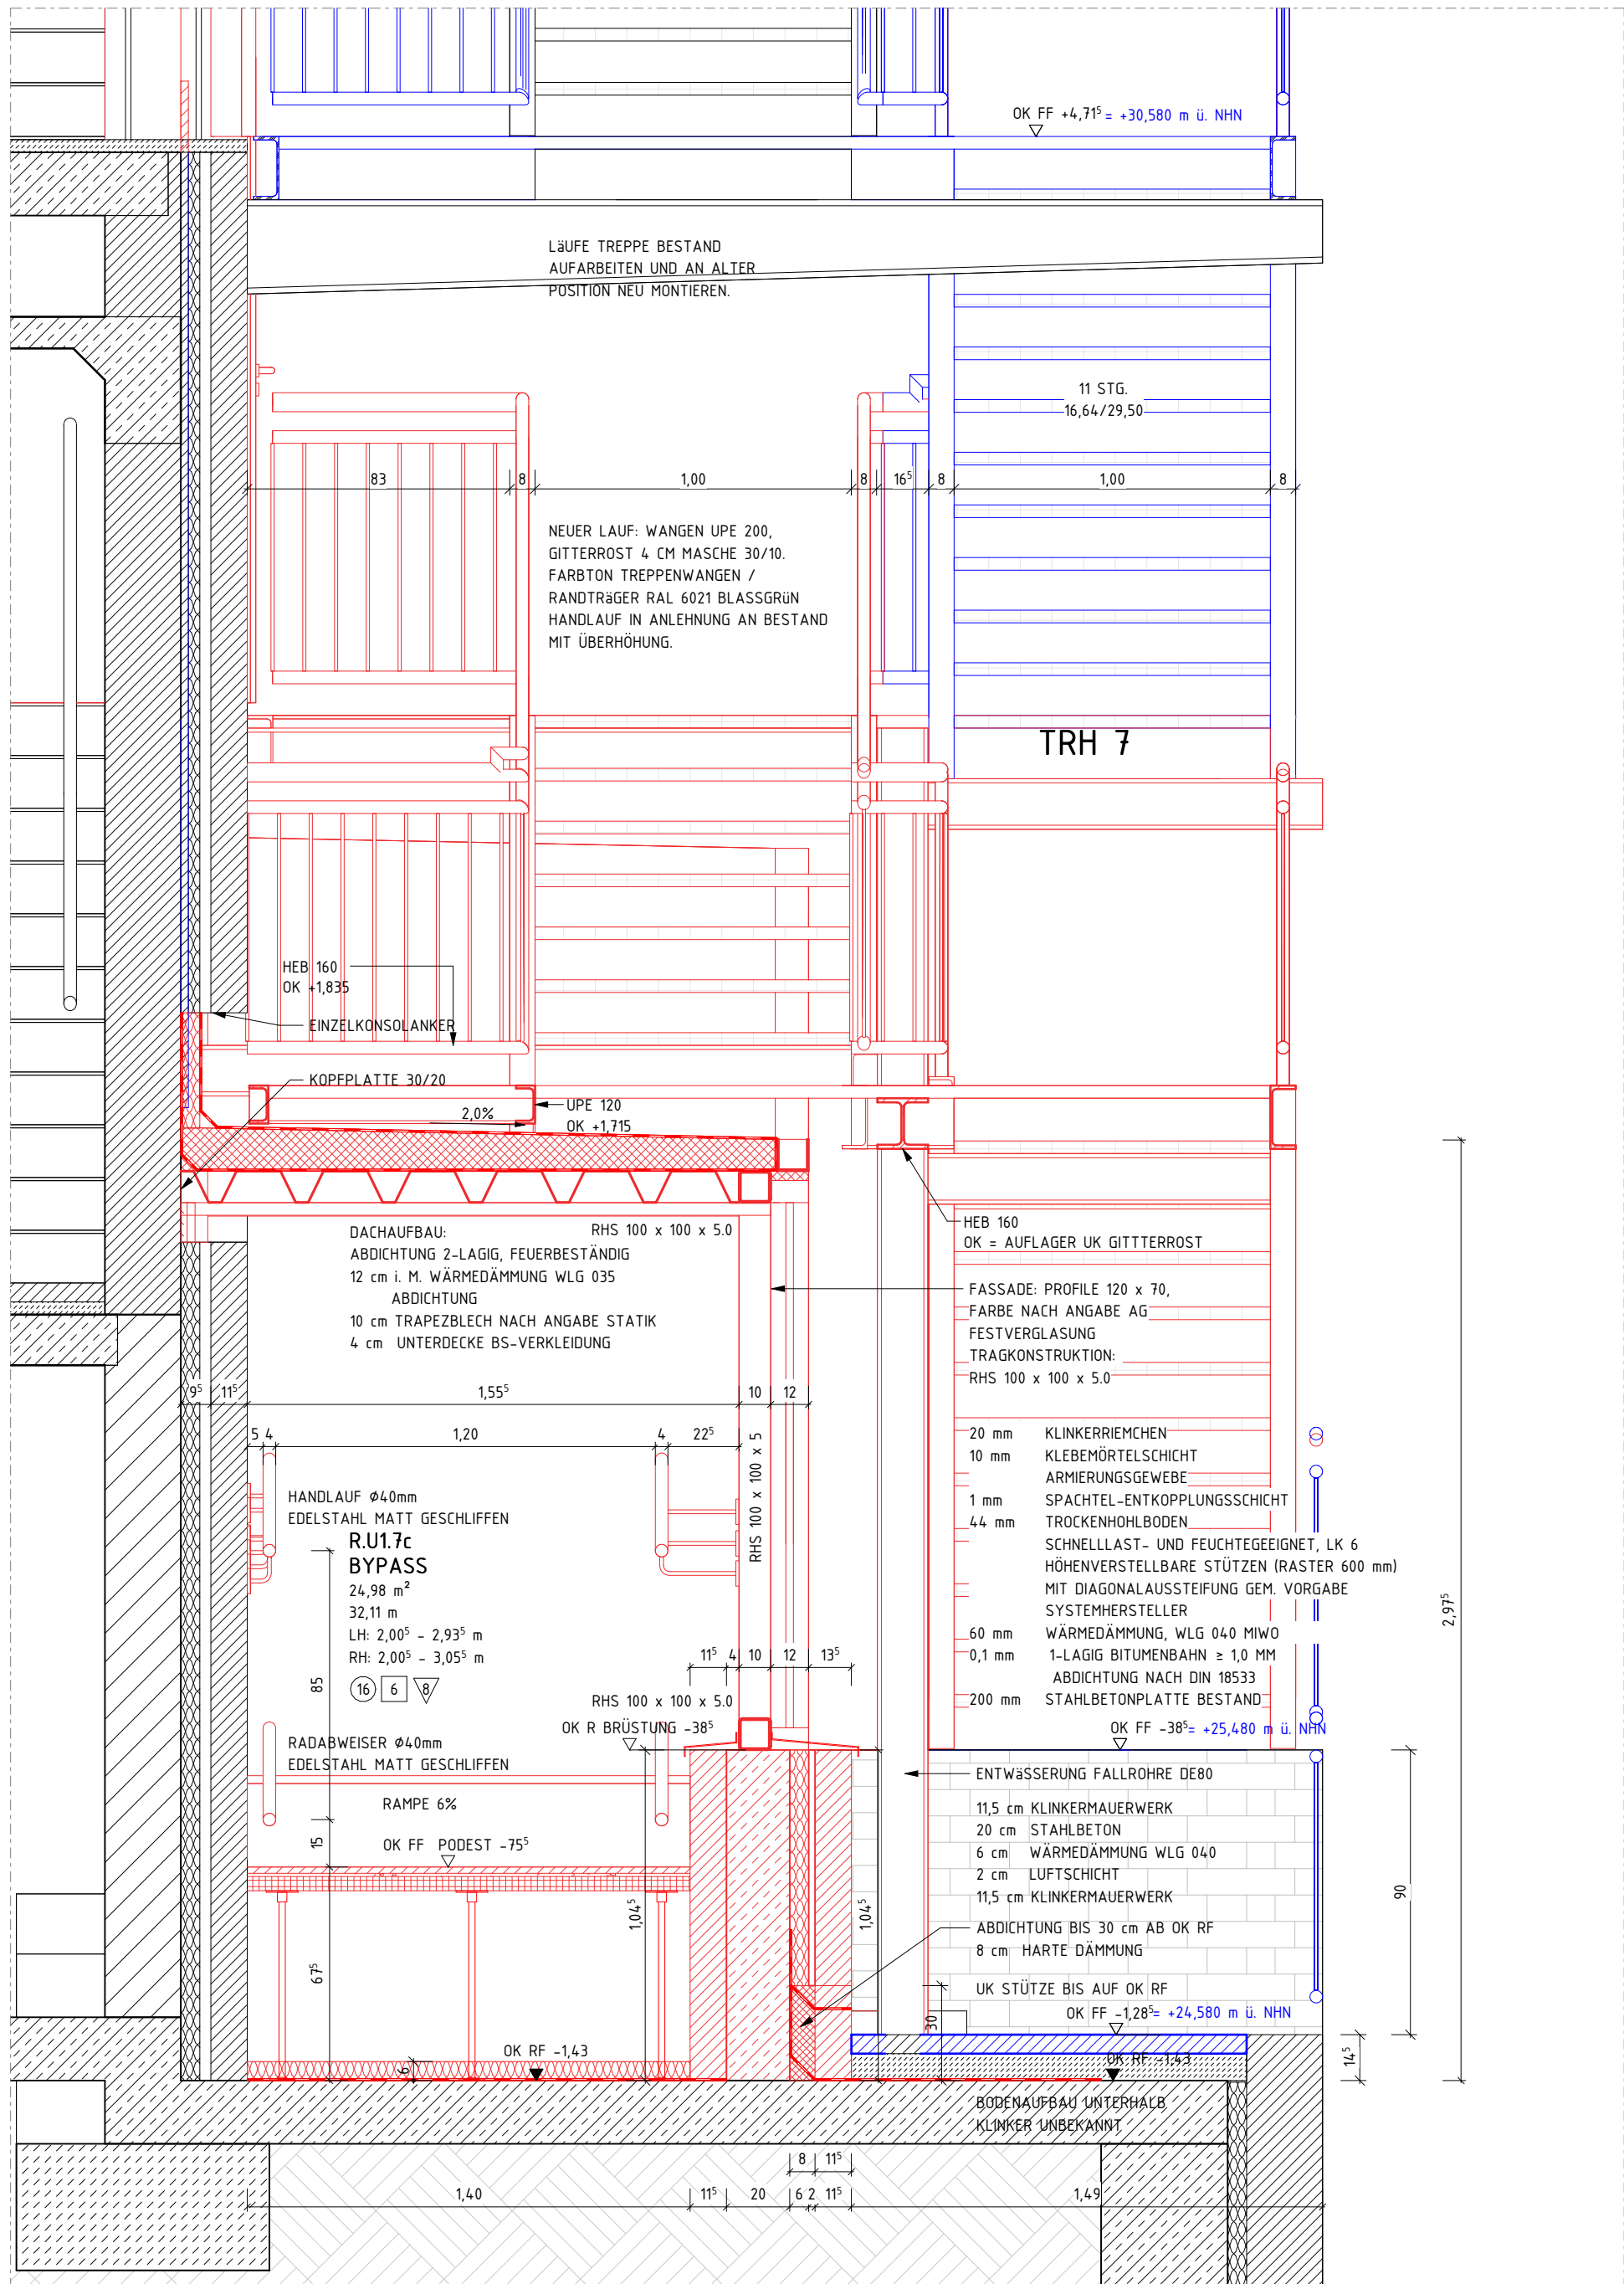 OK FF +4,71⁵ = +30,580 m ü. NHN
LäUFE TREPPE BESTAND
AUFARBEITEN UND AN ALTER
POSITION NEU MONTIEREN.
11 STG.
16,64/29,50
83 8 1,00 8 16⁵ 8 1,00 8
NEUER LAUF: WANGEN UPE 200,
GITTERROST 4 CM MASCHE 30/10.
FARBTON TREPPENWANGEN /
RANDTRäGER RAL 6021 BLASSGRüN
HANDLAUF IN ANLEHNUNG AN BESTAND
MIT ÜBERHÖHUNG.
TRH 7
HEB 160
OK +1,835
EINZELKONSOLANKER
KOPFPLATTE 30/20
2,0%
UPE 120
OK +1,715
HEB 160
OK = AUFLAGER UK GITTTERROST
DACHAUFBAU:
ABDICHTUNG 2-LAGIG, FEUERBESTÄNDIG
12 cm i. M. WÄRMEDÄMMUNG WLG 035
ABDICHTUNG
10 cm TRAPEZBLECH NACH ANGABE STATIK
4 cm UNTERDECKE BS-VERKLEIDUNG
RHS 100 x 100 x 5.0
FASSADE: PROFILE 120 x 70,
FARBE NACH ANGABE AG
FESTVERGLASUNG
TRAGKONSTRUKTION:
RHS 100 x 100 x 5.0
9⁵ 11⁵ 1,55⁵ 10 12
5 4 1,20 4 22⁵
RHS 100 x 100 x 5
20 mm KLINKERRIEMCHEN
10 mm KLEBEMÖRTELSCHICHT
ARMIERUNGSGEWEBE
1 mm SPACHTEL-ENTKOPPLUNGSSCHICHT
44 mm TROCKENHOHLBODEN
SCHNELLLAST- UND FEUCHTEGEEIGNET, LK 6
HÖHENVERSTELLBARE STÜTZEN (RASTER 600 mm)
MIT DIAGONALAUSSTEIFUNG GEM. VORGABE
SYSTEMHERSTELLER
60 mm WÄRMEDÄMMUNG, WLG 040 MIWO
0,1 mm 1-LAGIG BITUMENBAHN ≥ 1,0 MM
ABDICHTUNG NACH DIN 18533
200 mm STAHLBETONPLATTE BESTAND
2,97⁵
HANDLAUF Ø40mm
EDELSTAHL MATT GESCHLIFFEN
R.U1.7c
BYPASS
24,98 m²
32,11 m
LH: 2,00⁵ - 2,93⁵ m
RH: 2,00⁵ - 3,05⁵ m
16 6 8
85
11⁵ 4 10 12 13⁵
RHS 100 x 100 x 5.0
OK R BRÜSTUNG -38⁵
OK FF -38⁵ = +25,480 m ü. NHN
RADABWEISER Ø40mm
EDELSTAHL MATT GESCHLIFFEN
RAMPE 6%
OK FF PODEST -75⁵
15
67⁵
1,04⁵
1,04⁵
ENTWäSSERUNG FALLROHRE DE80
11,5 cm KLINKERMAUERWERK
20 cm STAHLBETON
6 cm WÄRMEDÄMMUNG WLG 040
2 cm LUFTSCHICHT
11,5 cm KLINKERMAUERWERK
ABDICHTUNG BIS 30 cm AB OK RF
8 cm HARTE DÄMMUNG
UK STÜTZE BIS AUF OK RF
OK FF -1,28⁵ = +24,580 m ü. NHN
90
30
14⁵
6
OK RF -1,43
OK RF -1,43
BODENAUFBAU UNTERHALB
KLINKER UNBEKANNT
8 11⁵
1,40 11⁵ 20 6 2 11⁵ 1,49